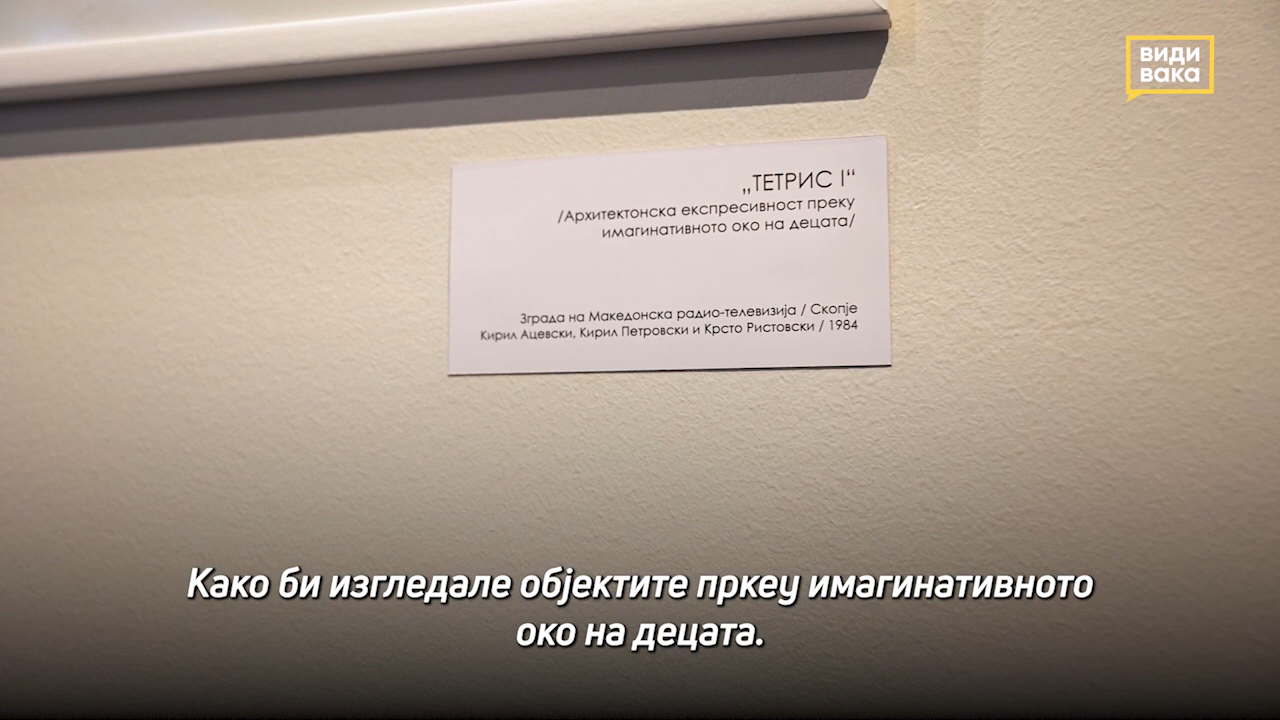 види
вака
„ТЕТРИС I“
/Архитектонска експресивност преку
имагинативното око на децата/
Зграда на Македонска радио-телевизија / Скопје
Кирил Ацевски, Кирил Петровски и Крсто Ристовски / 1984
Како би изгледале објектите пркеу имагинативното
око на децата.